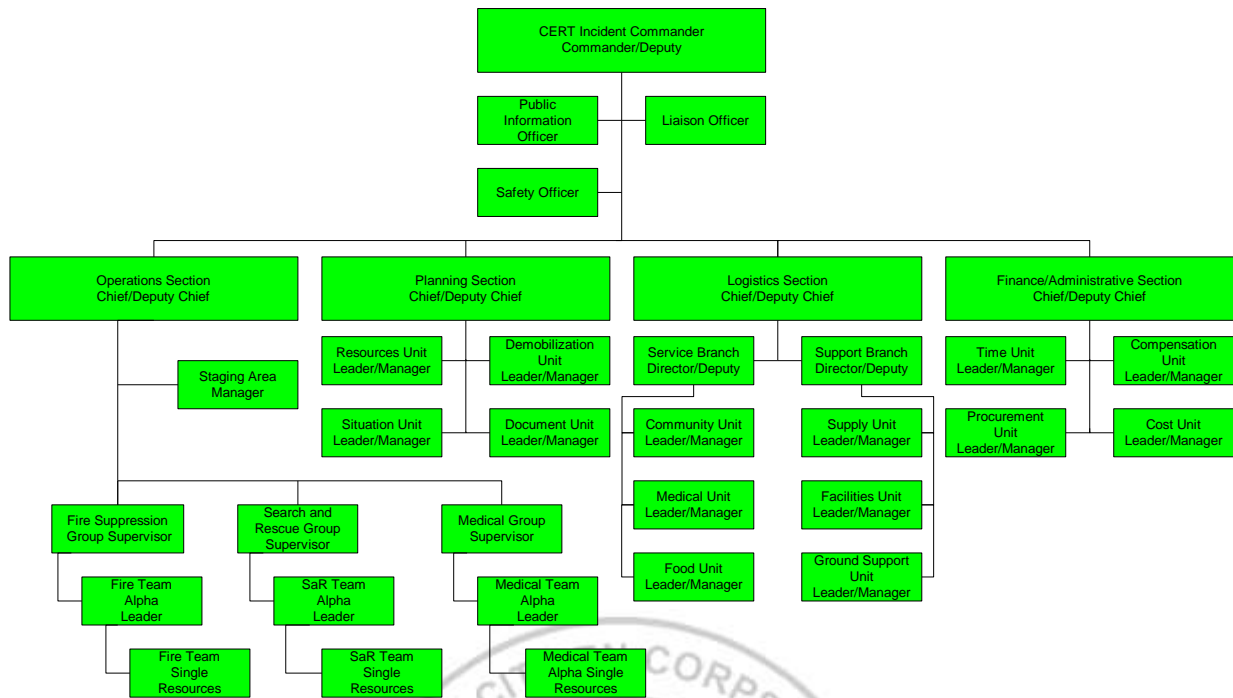 CERT Incident Commander
Commander/Deputy
Public
Information
Officer
Liaison Officer
Safety Officer
Operations Section
Chief/Deputy Chief
Planning Section
Chief/Deputy Chief
Logistics Section
Chief/Deputy Chief
Finance/Administrative Section
Chief/Deputy Chief
Staging Area
Manager
Resources Unit
Leader/Manager
Demobilization
Unit
Leader/Manager
Situation Unit
Leader/Manager
Document Unit
Leader/Manager
Service Branch
Director/Deputy
Support Branch
Director/Deputy
Community Unit
Leader/Manager
Supply Unit
Leader/Manager
Medical Unit
Leader/Manager
Facilities Unit
Leader/Manager
Food Unit
Leader/Manager
Ground Support
Unit
Leader/Manager
Time Unit
Leader/Manager
Compensation
Unit
Leader/Manager
Procurement
Unit
Leader/Manager
Cost Unit
Leader/Manager
Fire Suppression
Group Supervisor
Search and
Rescue Group
Supervisor
Medical Group
Supervisor
Fire Team
Alpha
Leader
SaR Team
Alpha
Leader
Medical Team
Alpha
Leader
Fire Team
Single
Resources
SaR Team
Single
Resources
Medical Team
Alpha Single
Resources